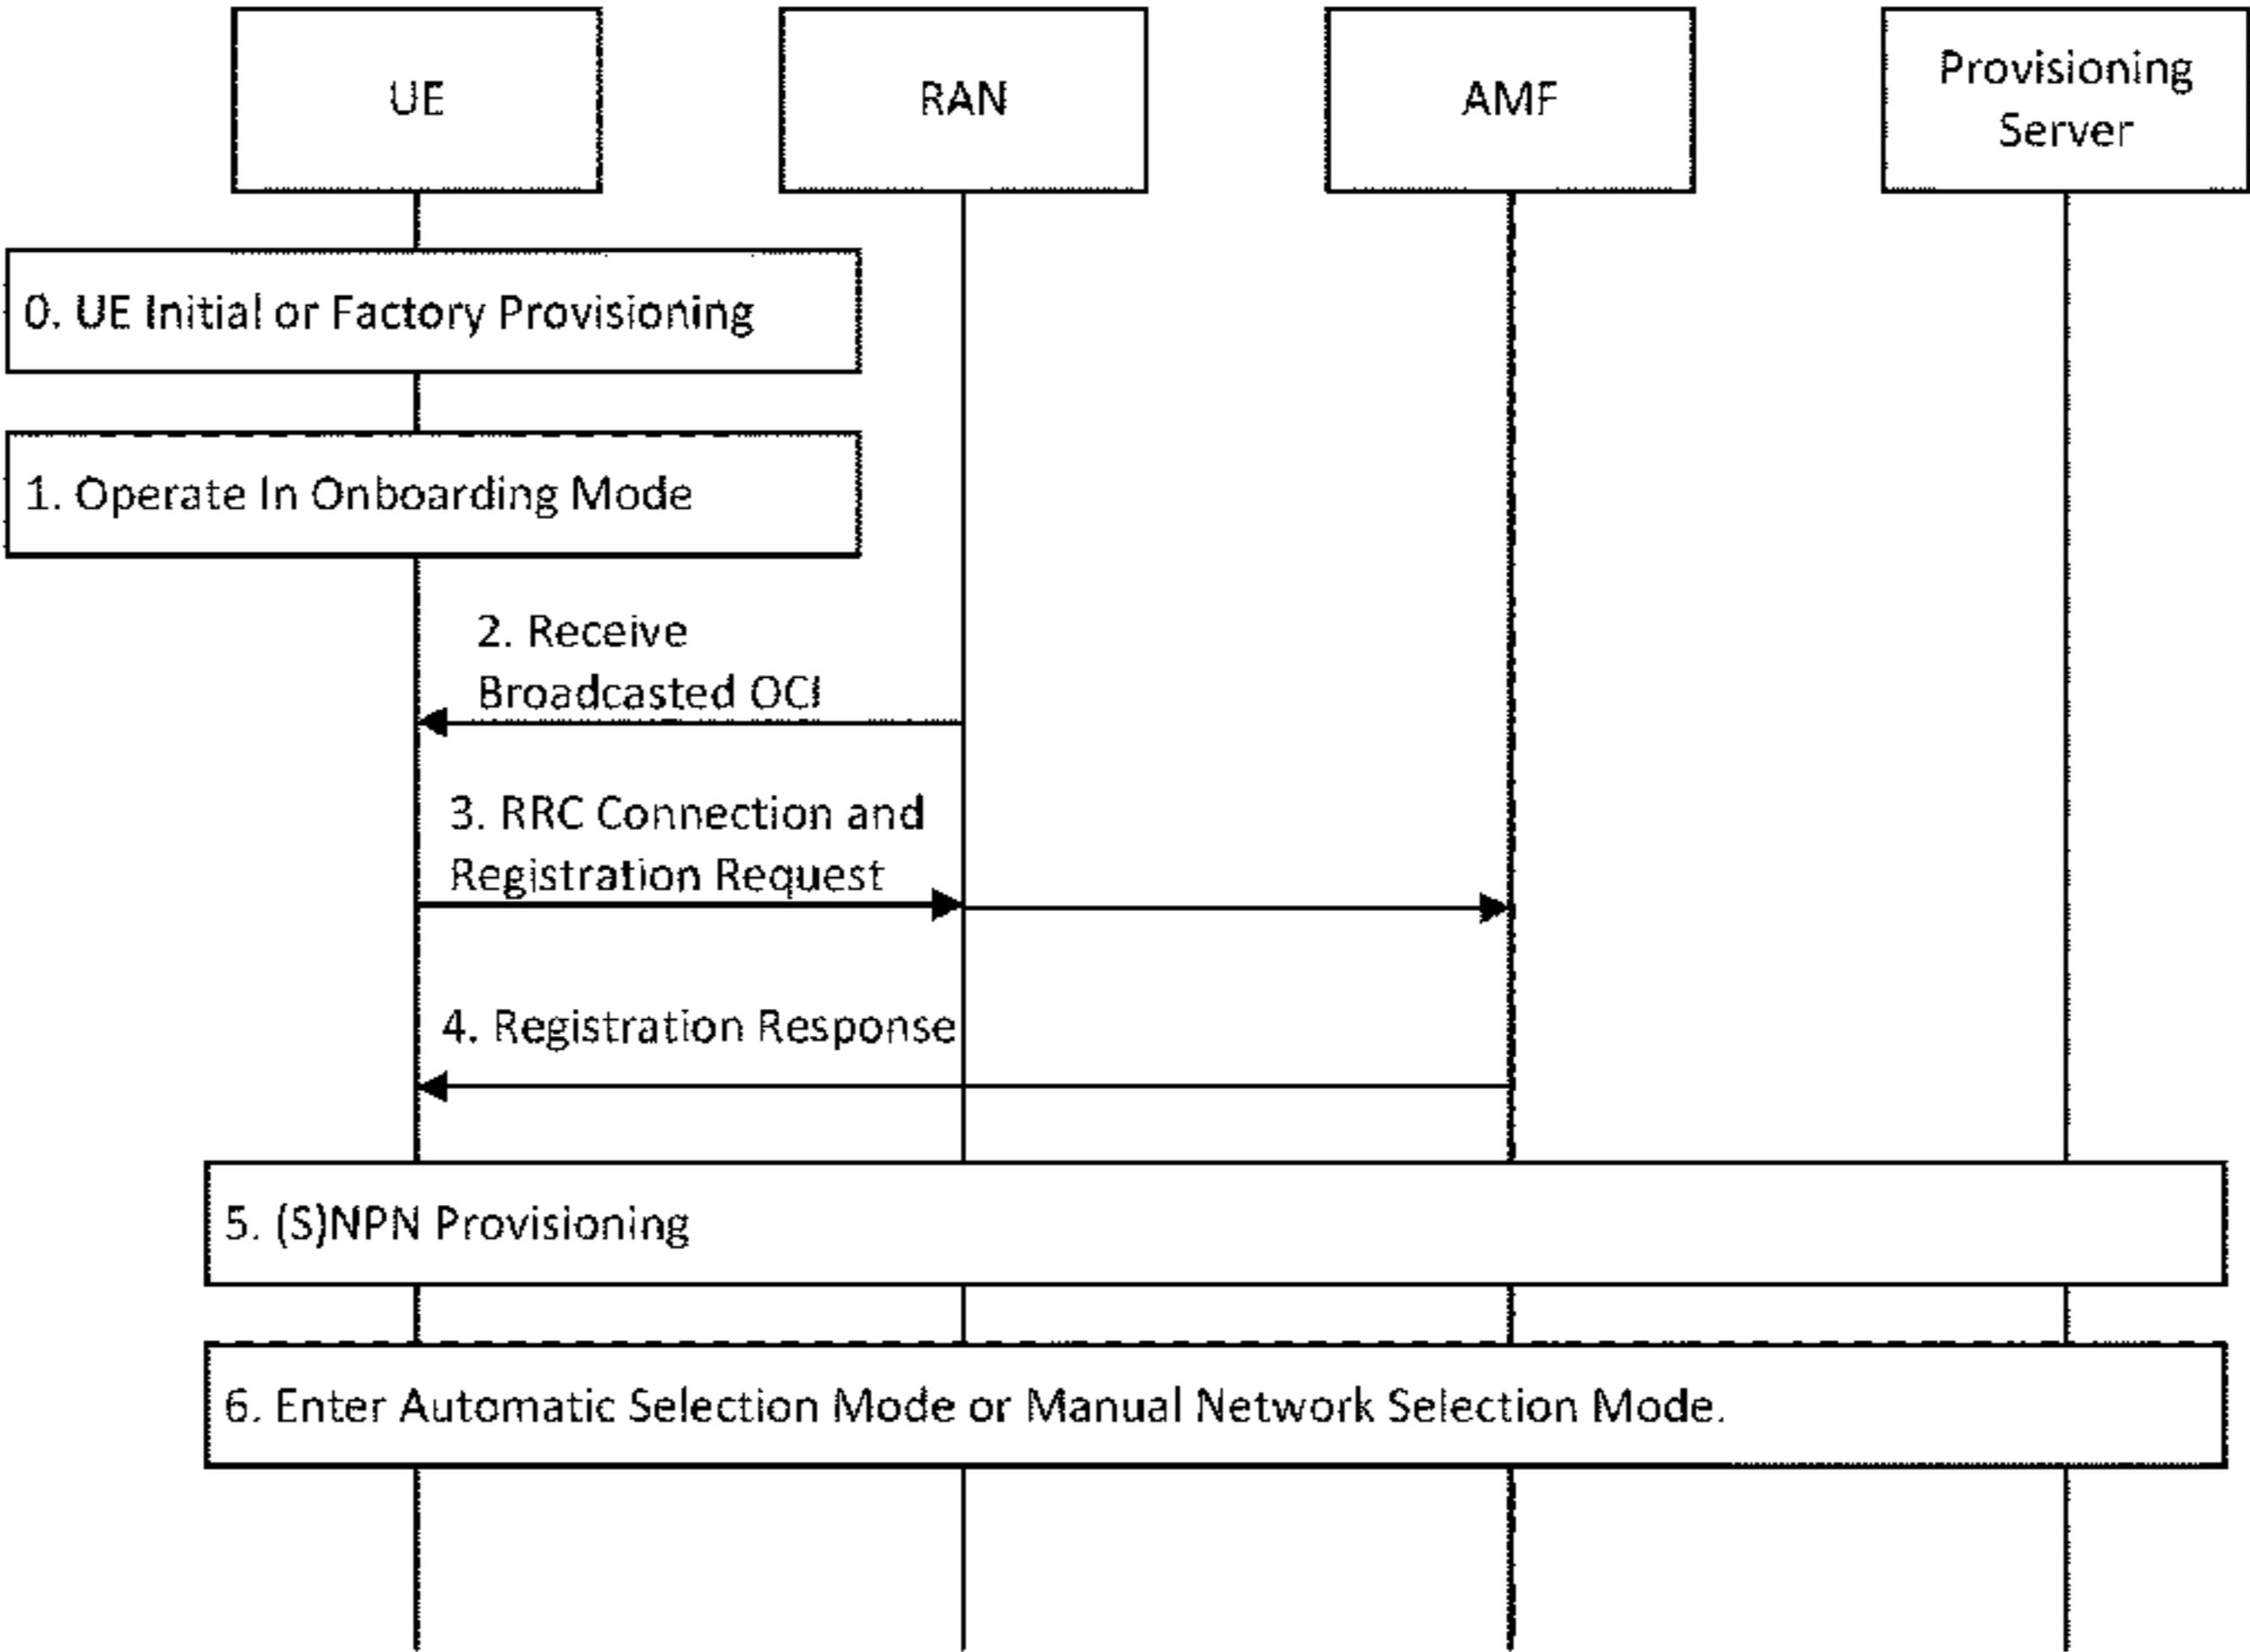 UE
RAN
AMF
Provisioning
Server
0. UE Initial or Factory Provisioning
1. Operate In Onboarding Mode
2. Receive
Broadcasted OCI
3. RRC Connection and
Registration Request
4. Registration Response
5. (S)NPN Provisioning
6. Enter Automatic Selection Mode or Manual Network Selection Mode.